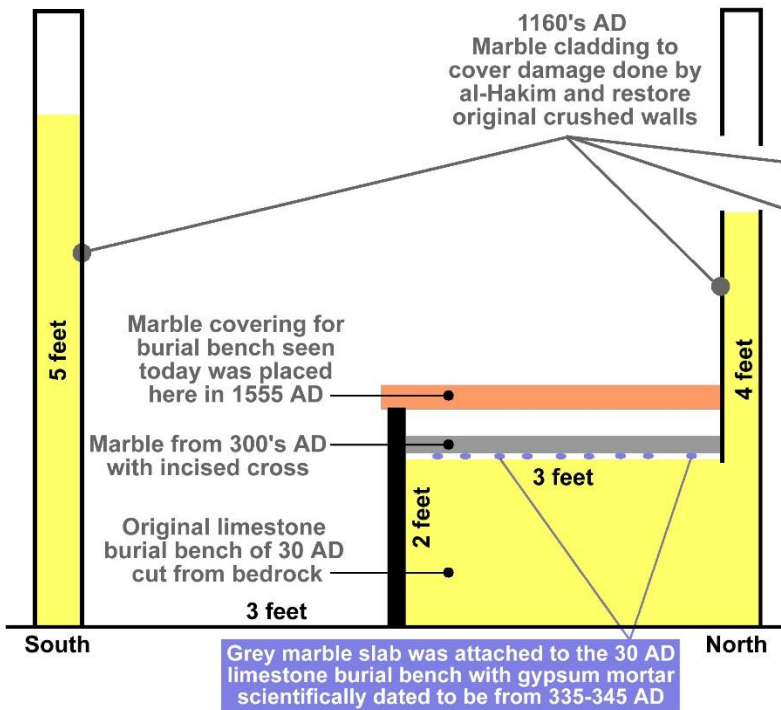 1160's AD
Marble cladding to
cover damage done by
al-Hakim and restore
original crushed walls
5 feet
4 feet
Marble covering for
burial bench seen
today was placed
here in 1555 AD
Marble from 300's AD
with incised cross
3 feet
2 feet
Original limestone
burial bench of 30 AD
cut from bedrock
3 feet
South
North
Grey marble slab was attached to the 30 AD
limestone burial bench with gypsum mortar
scientifically dated to be from 335-345 AD